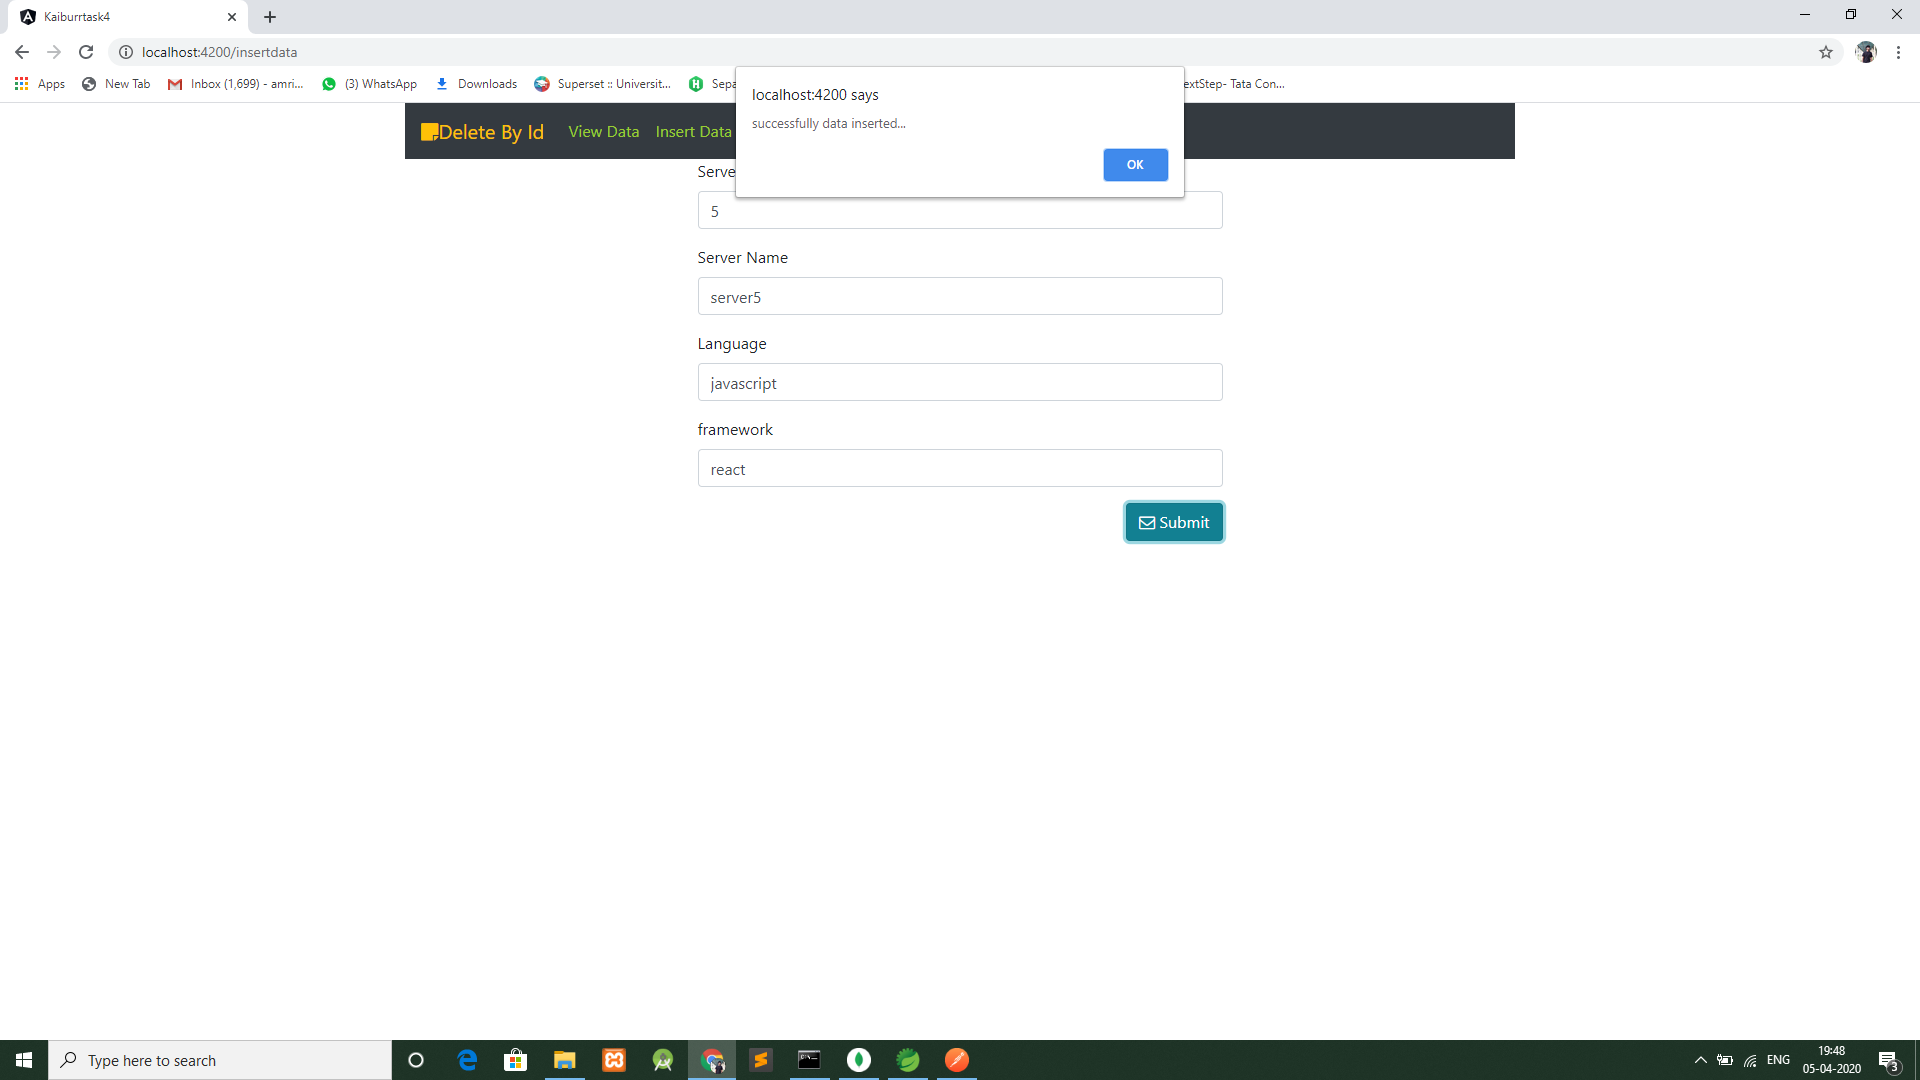 Kaiburrtask4
localhost:4200/insertdata
Apps New Tab Inbox (1,699) - amri... (3) WhatsApp Downloads Superset :: Universit... Sepa extStep- Tata Con...
localhost:4200 says
successfully data inserted...
OK
Delete By Id View Data Insert Data
Serve
5
Server Name
server5
Language
javascript
framework
react
Submit
Type here to search
ENG
19:48
05-04-2020
3